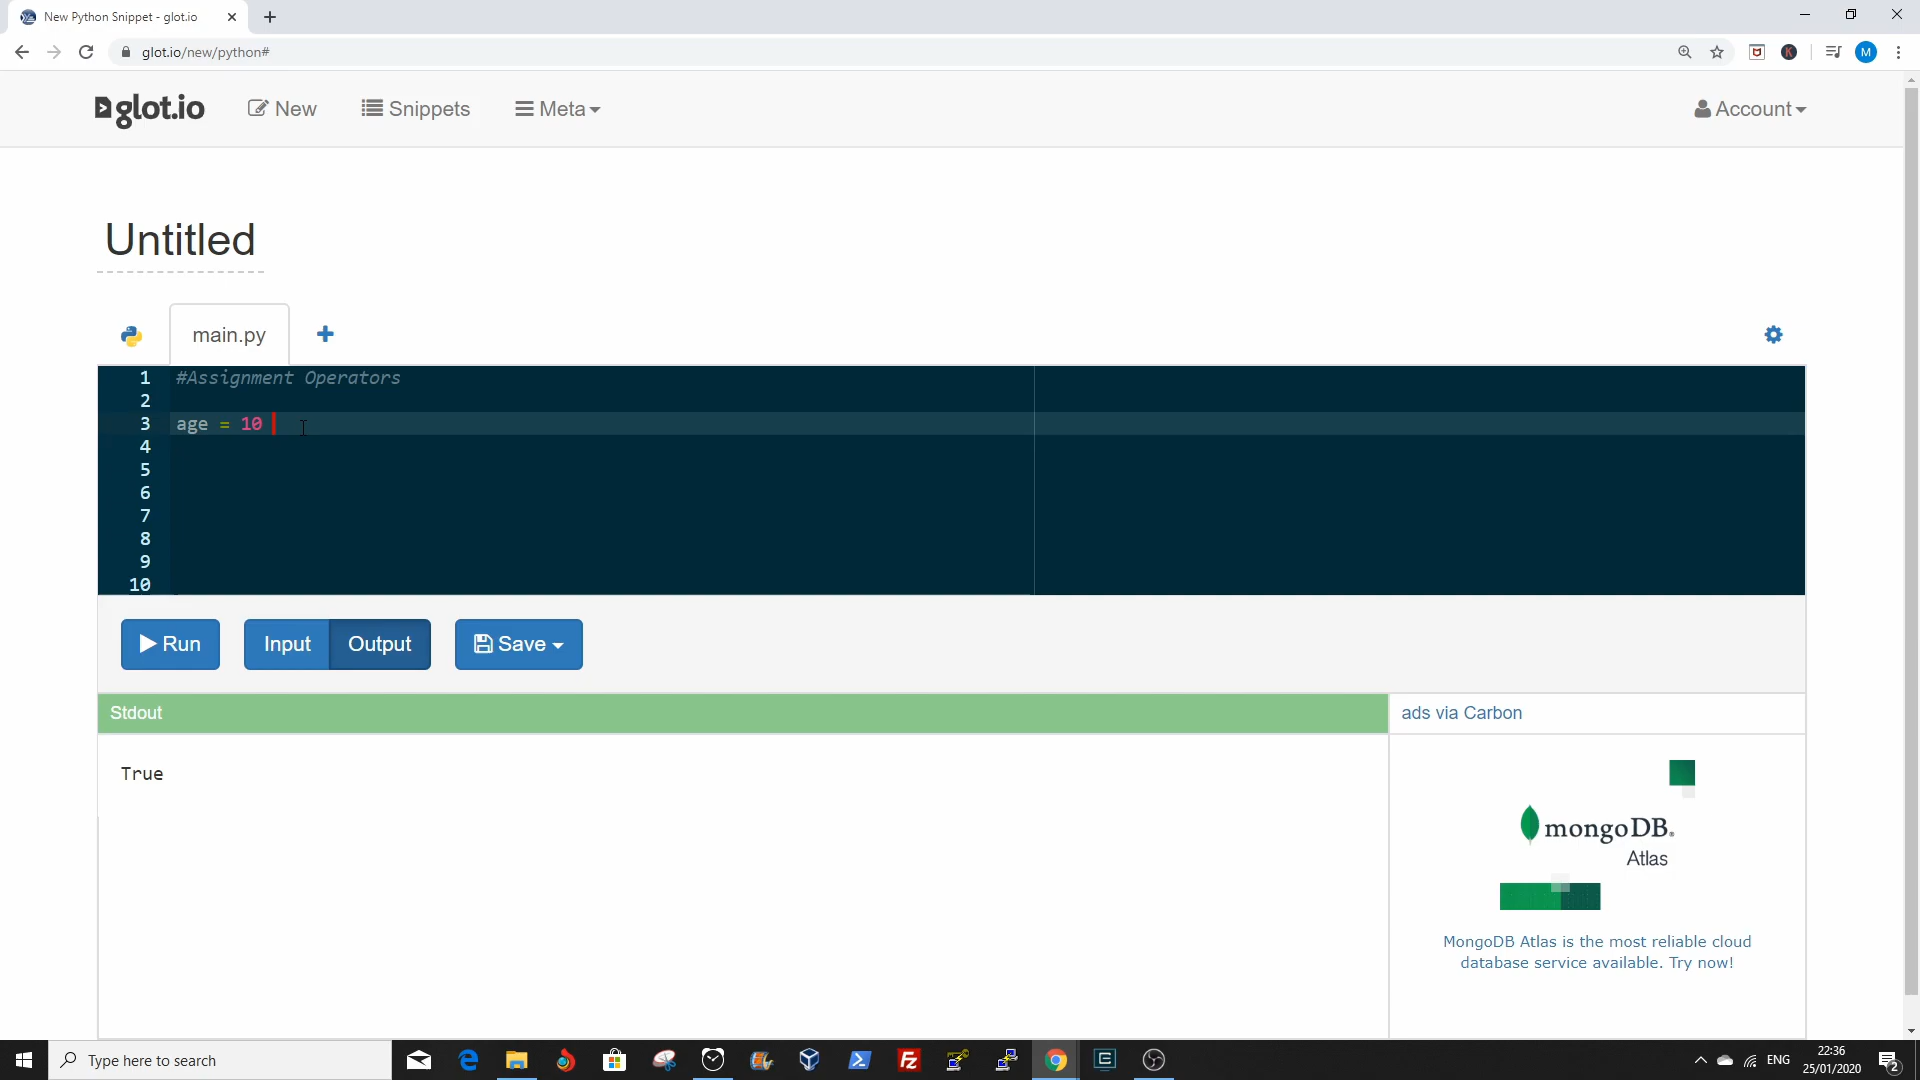 New Python Snippet - glot.io
glot.io/new/python#
M
glot.io
New
Snippets
Meta
Account
Untitled
main.py
1 #Assignment Operators
2
3 age = 10
4
5
6
7
8
9
10
Run
Input
Output
Save
Stdout
ads via Carbon
True
mongoDB.
Atlas
MongoDB Atlas is the most reliable cloud
database service available. Try now!
Type here to search
ENG
22:36
25/01/2020
2